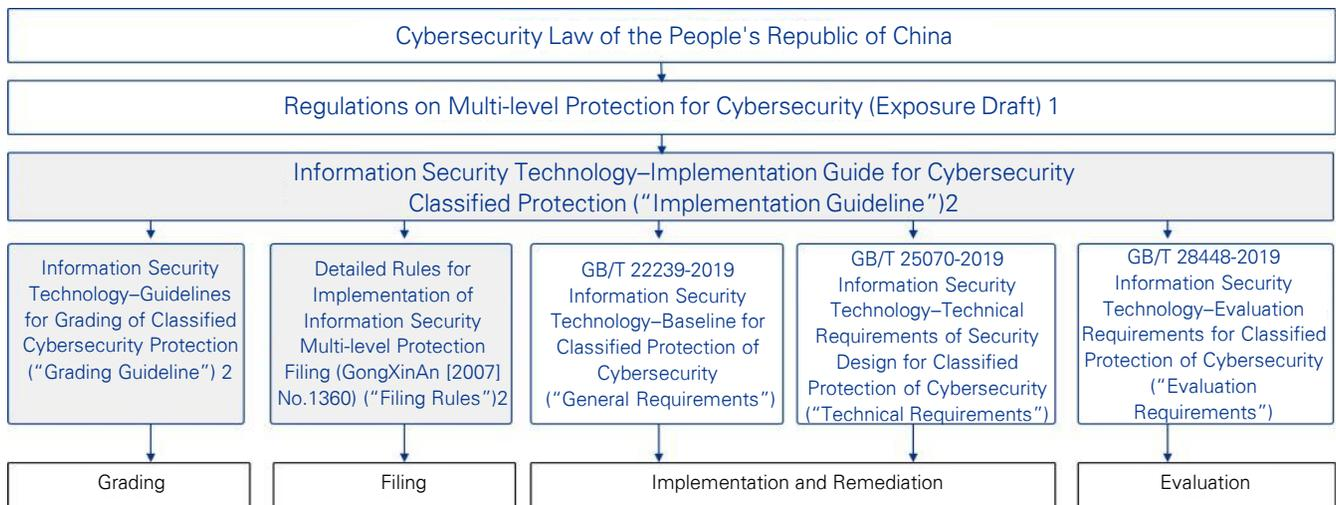 Cybersecurity Law of the People's Republic of China
Regulations on Multi-level Protection for Cybersecurity (Exposure Draft) 1
Information Security Technology–Implementation Guide for Cybersecurity
Classified Protection (“Implementation Guideline”)2
Information Security
Technology–Guidelines
for Grading of Classified
Cybersecurity Protection
(“Grading Guideline”) 2
Detailed Rules for
Implementation of
Information Security
Multi-level Protection
Filing (GongXinAn [2007]
No.1360) (“Filing Rules”)2
GB/T 22239-2019
Information Security
Technology–Baseline for
Classified Protection of
Cybersecurity
(“General Requirements”)
GB/T 25070-2019
Information Security
Technology–Technical
Requirements of Security
Design for Classified
Protection of Cybersecurity
(“Technical Requirements”)
GB/T 28448-2019
Information Security
Technology–Evaluation
Requirements for Classified
Protection of Cybersecurity
(“Evaluation
Requirements”)
Grading
Filing
Implementation and Remediation
Evaluation